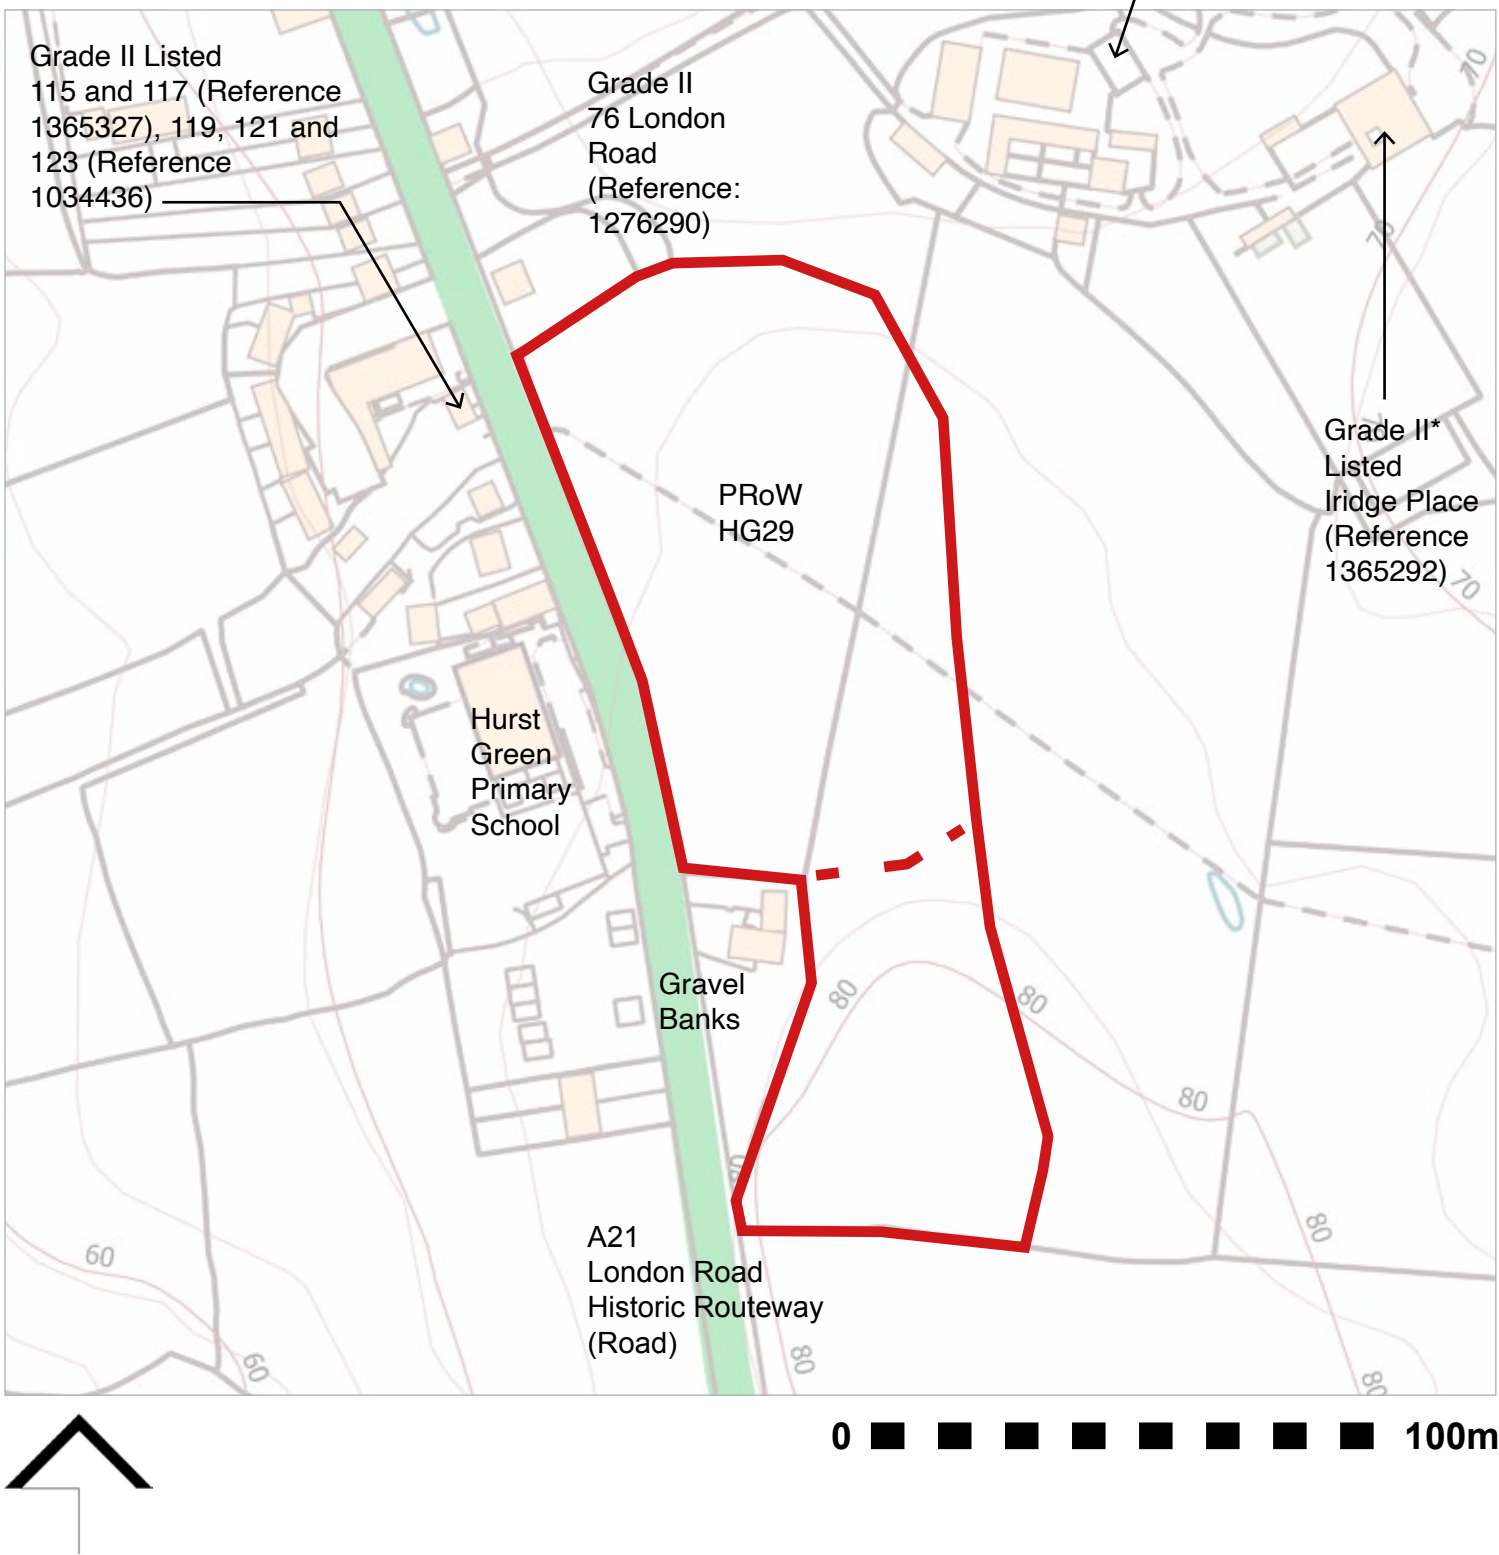 Grade II Listed
115 and 117 (Reference
1365327), 119, 121 and
123 (Reference
1034436)
Grade II
76 London
Road
(Reference:
1276290)
70
70
Grade II*
Listed
Iridge Place
(Reference
1365292)
70
PRoW
HG29
Hurst
Green
Primary
School
Gravel
Banks
80
80
80
80
80
80
A21
London Road
Historic Routeway
(Road)
60
60
0
100m